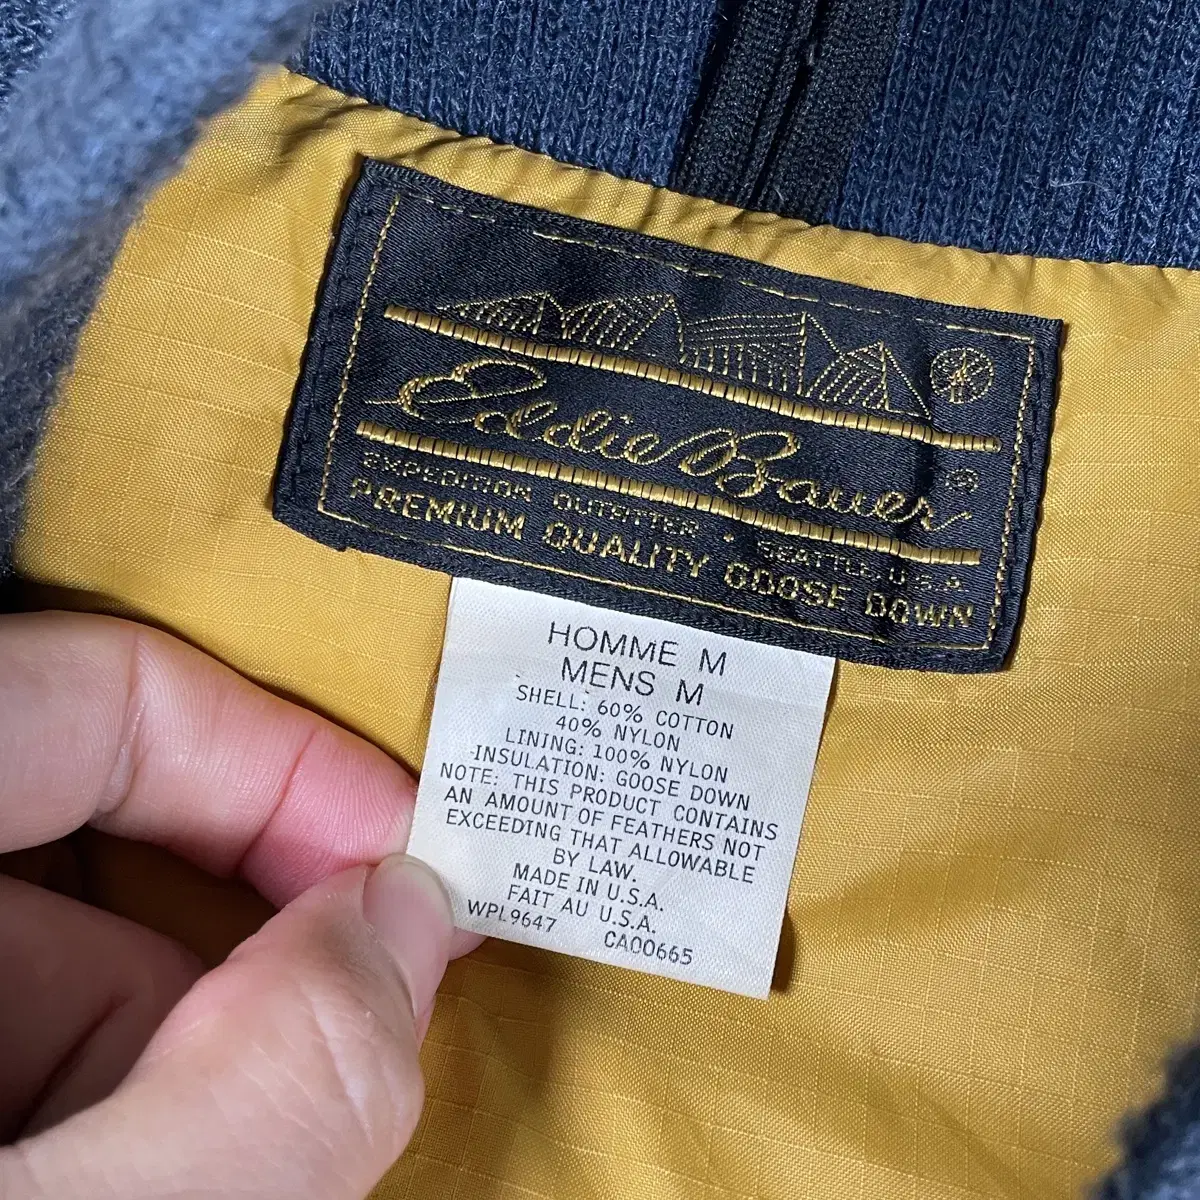 Eddie Bauer®
EXPEDITION OUTFITTER • SEATTLE, U.S.A.
PREMIUM QUALITY GOOSE DOWN
HOMME M
MENS M
SHELL: 60% COTTON
40% NYLON
LINING: 100% NYLON
INSULATION: GOOSE DOWN
NOTE: THIS PRODUCT CONTAINS
AN AMOUNT OF FEATHERS NOT
EXCEEDING THAT ALLOWABLE
BY LAW.
MADE IN U.S.A.
FAIT AU U.S.A.
WPL9647 CA00665